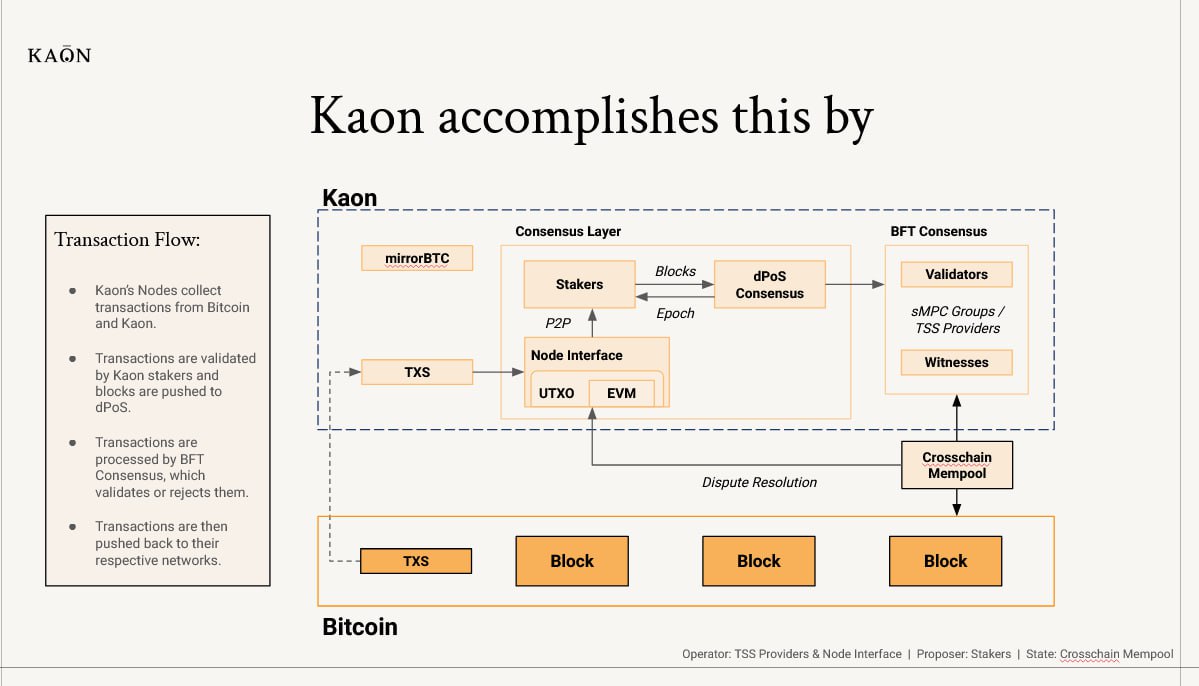 KAŌN
Kaon accomplishes this by
Transaction Flow:
● Kaon's Nodes collect
transactions from Bitcoin
and Kaon.
● Transactions are validated
by Kaon stakers and
blocks are pushed to
dPoS.
● Transactions are
processed by BFT
Consensus, which
validates or rejects them.
● Transactions are then
pushed back to their
respective networks.
Kaon
mirrorBTC
TXS
Consensus Layer
Stakers
Blocks
Epoch
dPoS
Consensus
P2P
Node Interface
UTXO
EVM
BFT Consensus
Validators
sMPC Groups /
TSS Providers
Witnesses
Crosschain
Mempool
Dispute Resolution
TXS
Block
Block
Block
Bitcoin
Operator: TSS Providers & Node Interface | Proposer: Stakers | State: Crosschain Mempool